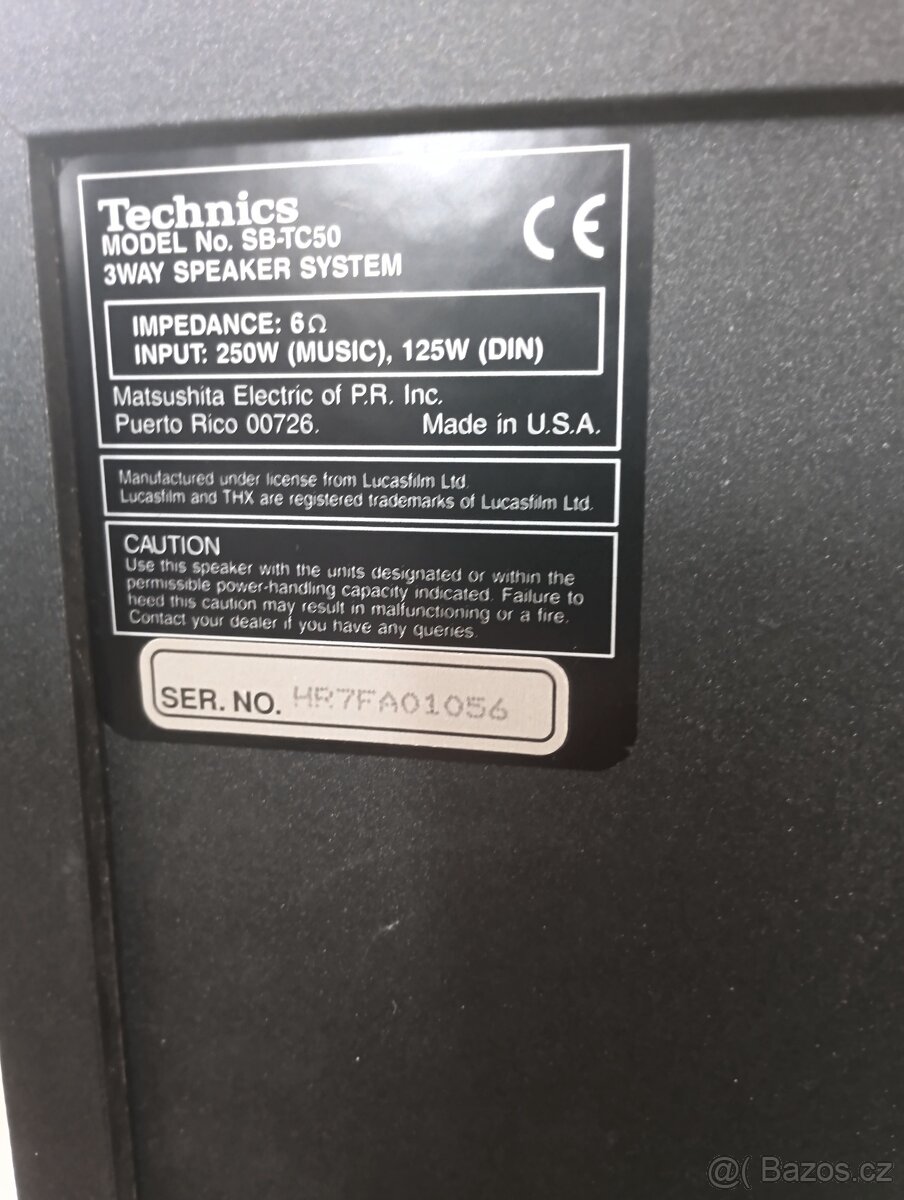 Technics
MODEL No. SB-TC50
3WAY SPEAKER SYSTEM
CE
IMPEDANCE: 6Ω
INPUT: 250W (MUSIC), 125W (DIN)
Matsushita Electric of P.R. Inc.
Puerto Rico 00726. Made in U.S.A.
Manufactured under license from Lucasfilm Ltd.
Lucasfilm and THX are registered trademarks of Lucasfilm Ltd.
CAUTION
Use this speaker with the units designated or within the
permissible power-handling capacity indicated. Failure to
heed this caution may result in malfunctioning or a fire.
Contact your dealer if you have any queries.
SER. NO. HR7FA01056
@( Bazos.cz